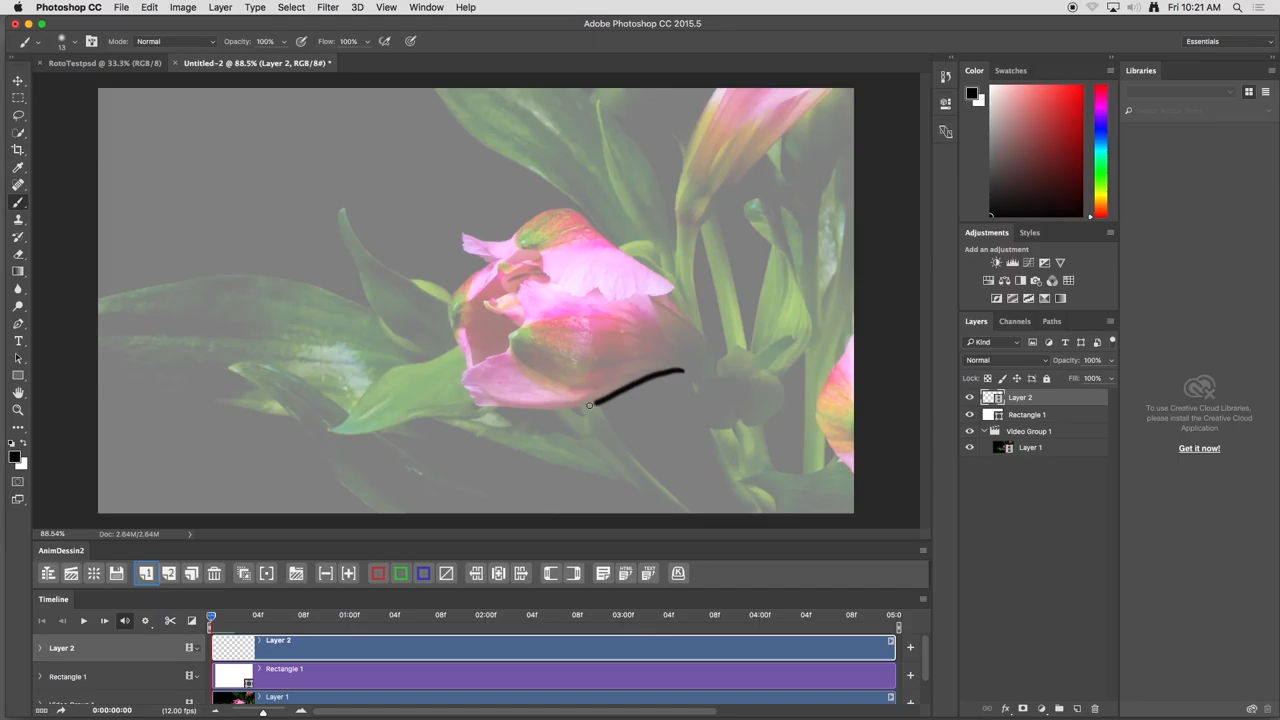 Photoshop CC File Edit Image Layer Type Select Filter 3D View Window Help Fri 10:21 AM
Adobe Photoshop CC 2015.5
13 Mode: Normal Opacity: 100% Flow: 100% Essentials
RotoTestpsd @ 33.3% (RGB/8) Untitled-2 @ 88.5% (Layer 2, RGB/8#) *
Color Swatches Libraries
Adjustments Styles
Add an adjustment
Layers Channels Paths
Kind
Normal Opacity: 100%
Lock: Fill: 100%
Layer 2
Rectangle 1
Video Group 1
Layer 1
To use Creative Cloud Libraries,
please install the Creative Cloud
Application
Get it now!
88.54% Doc: 2.64M/2.64M
AnimDessin2
1 2 HTML TEXT
Timeline
04f 08f 01:00f 04f 08f 02:00f 04f 08f 03:00f 04f 08f 04:00f 04f 08f 05:0
Layer 2 Layer 2
Rectangle 1 Rectangle 1
Layer 1
0:00:00:00 (12.00 fps)